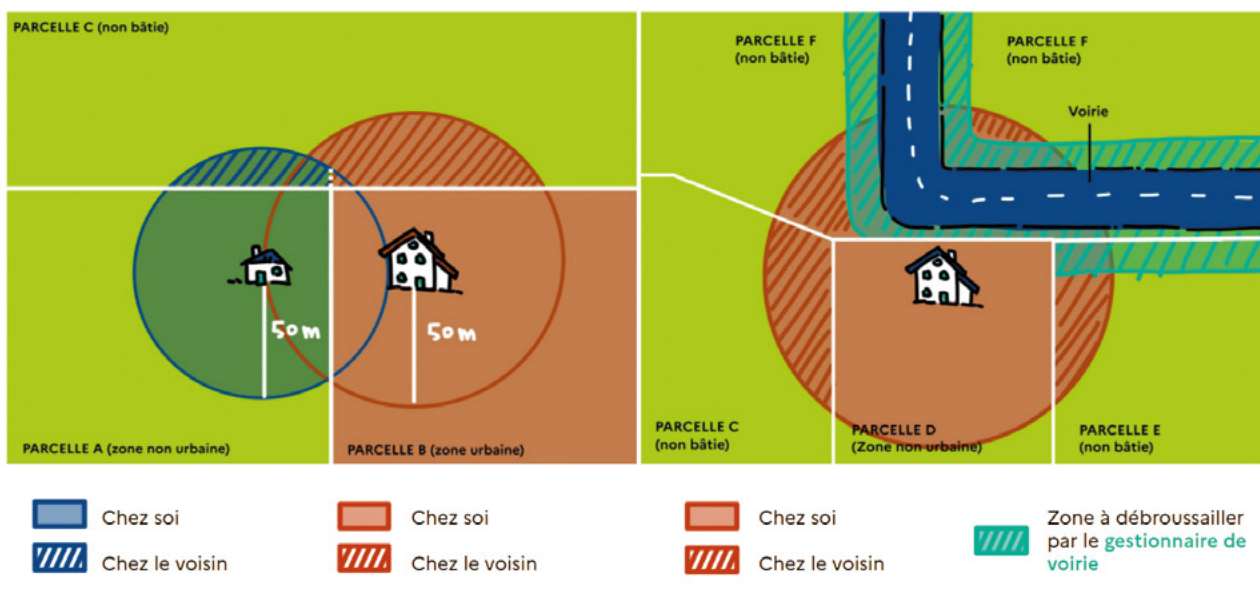 PARCELLE C (non bâtie)
PARCELLE F
(non bâtie)
PARCELLE F
(non bâtie)
Voirie
50m
50m
PARCELLE A (zone non urbaine)
PARCELLE B (zone urbaine)
PARCELLE C
(non bâtie)
PARCELLE D
(Zone non urbaine)
PARCELLE E
(non bâtie)
Chez soi
Chez le voisin
Chez soi
Chez le voisin
Chez soi
Chez le voisin
Zone à débroussailler
par le gestionnaire de
voirie